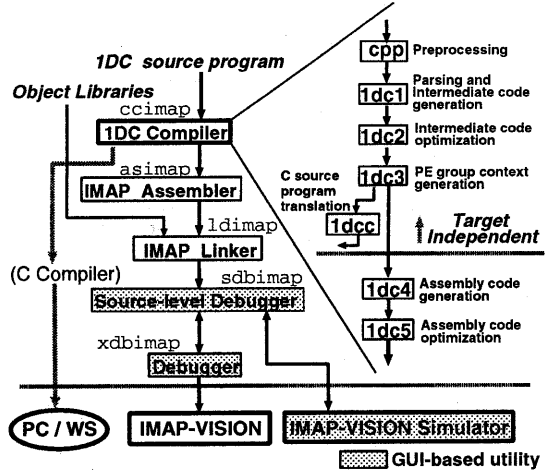 1DC source program
Object Libraries
ccimap
1DC Compiler
asimap
IMAP Assembler
ldimap
IMAP Linker
(C Compiler)
sdbimap
Source-level Debugger
xdbimap
Debugger
PC / WS
IMAP-VISION
IMAP-VISION Simulator
GUI-based utility
cpp
Preprocessing
1dc1
Parsing and
Intermediate code
generation
1dc2
Intermediate code
optimization
1dc3
PE group context
generation
C source
program
translation
1dcc
Target
Independent
1dc4
Assembly code
generation
1dc5
Assembly code
optimization